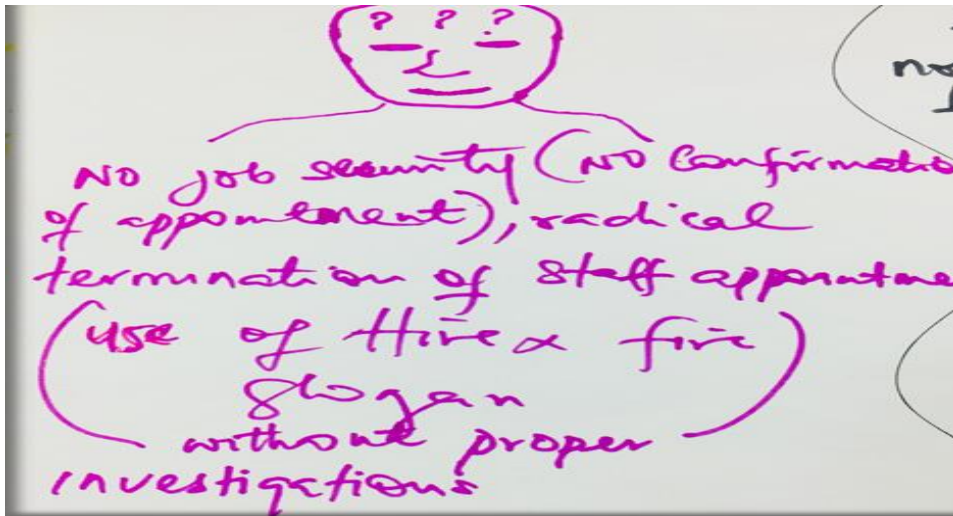 ? ? ?
NO job security (NO Confirmatio
of appointment), radical
termination of staff appointme
(use of Hire & fire
slogan
without proper)
investigations
no